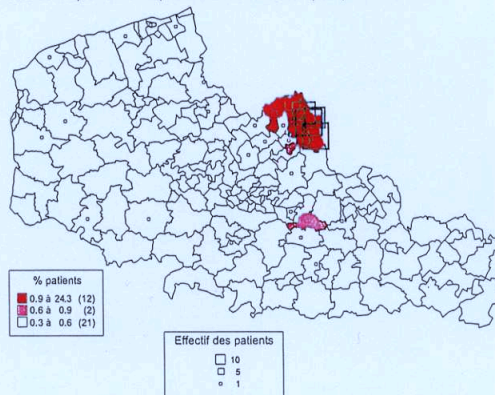 % patients
0.9 à 24.3 (12)
0.6 à 0.9 (2)
0.3 à 0.6 (21)
Effectif des patients
10
5
1